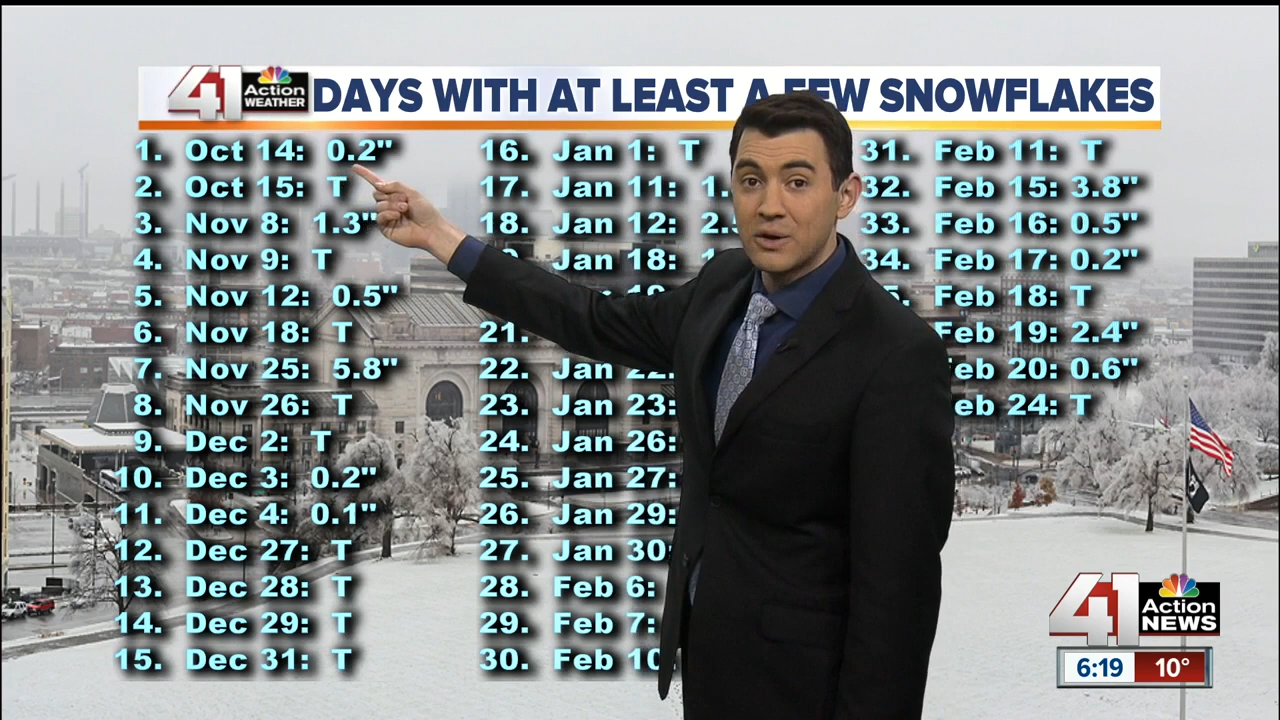 41 Action WEATHER DAYS WITH AT LEAST A FEW SNOWFLAKES
1. Oct 14: 0.2"
2. Oct 15: T
3. Nov 8: 1.3"
4. Nov 9: T
5. Nov 12: 0.5"
6. Nov 18: T
7. Nov 25: 5.8"
8. Nov 26: T
9. Dec 2: T
10. Dec 3: 0.2"
11. Dec 4: 0.1"
12. Dec 27: T
13. Dec 28: T
14. Dec 29: T
15. Dec 31: T
16. Jan 1: T
17. Jan 11: 1.
18. Jan 12: 2.
Jan 18:
21.
22. Jan 22:
23. Jan 23:
24. Jan 26:
25. Jan 27:
26. Jan 29:
27. Jan 30:
28. Feb 6:
29. Feb 7:
30. Feb 10
31. Feb 11: T
32. Feb 15: 3.8"
33. Feb 16: 0.5"
34. Feb 17: 0.2"
Feb 18: T
Feb 19: 2.4"
eb 20: 0.6"
eb 24: T
41 Action
NEWS
6:19 10°